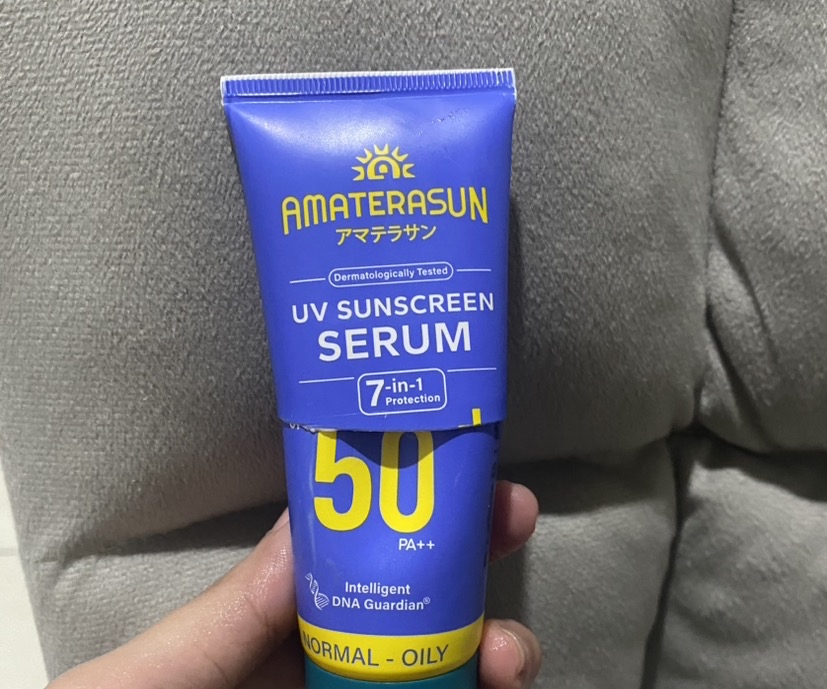 AMATERASUN
アマテラサン
Dermatologically Tested
UV SUNSCREEN
SERUM
7-in-1
Protection
50
PA++
Intelligent
DNA Guardian®
NORMAL - OILY